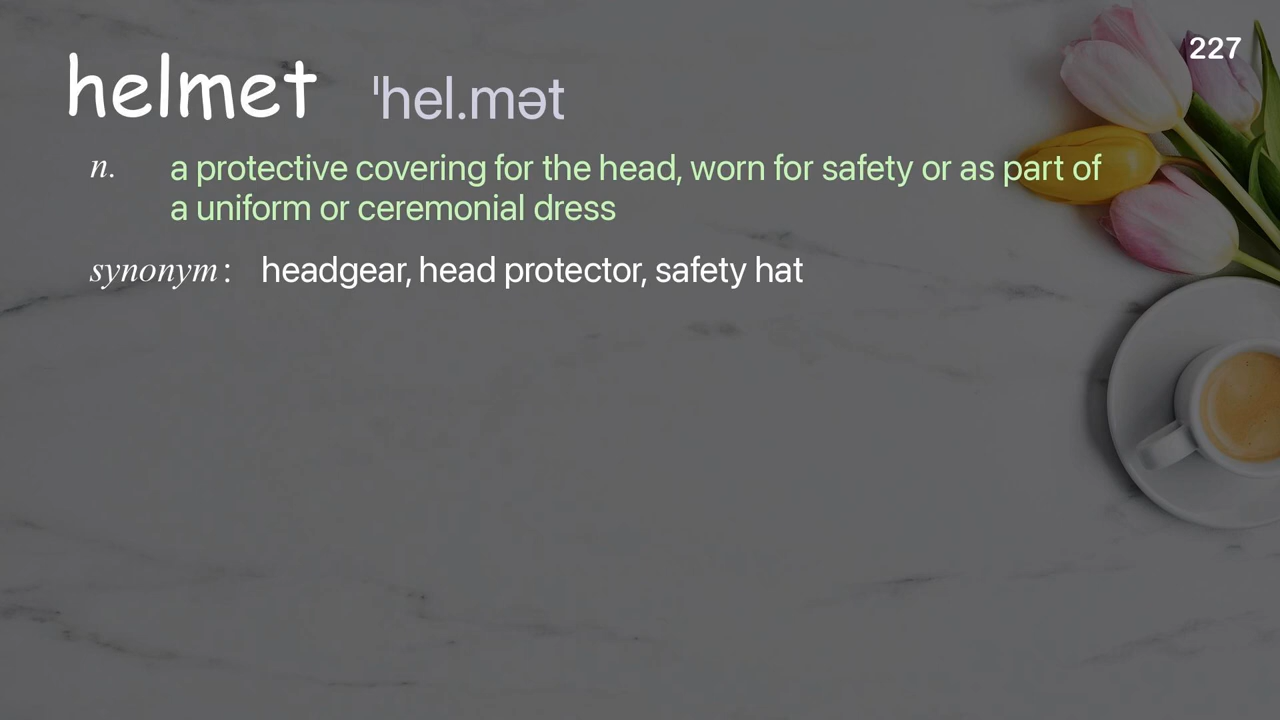 227
helmet ˈhel.mət
n. a protective covering for the head, worn for safety or as part of
a uniform or ceremonial dress
synonym: headgear, head protector, safety hat